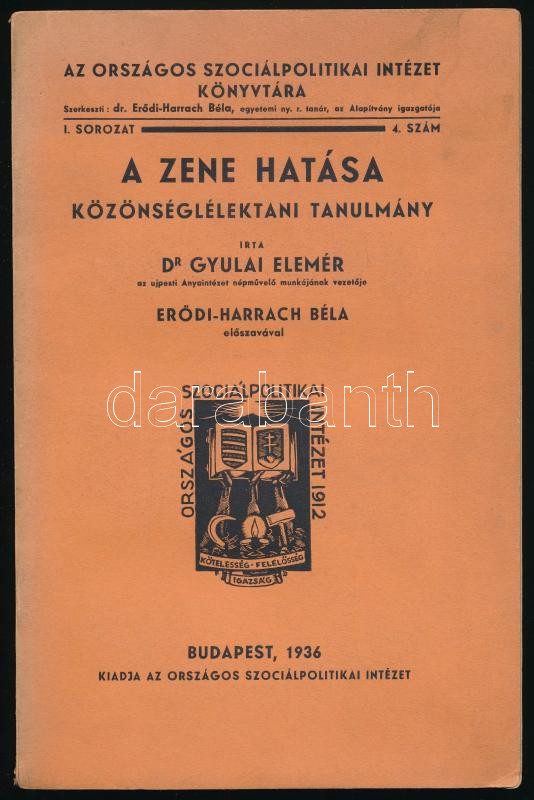 AZ ORSZÁGOS SZOCIÁLPOLITIKAI INTÉZET
KÖNYVTÁRA
Szerkeszti: dr. Erődi-Harrach Béla, egyetemi ny. r. tanár, az Alapítvány igazgatója
I. SOROZAT 4. SZÁM
A ZENE HATÁSA
KÖZÖNSÉGLÉLEKTANI TANULMÁNY
IRTA
DR GYULAI ELEMÉR
az ujpesti Anyaintézet népművelő munkájának vezetője
ERŐDI-HARRACH BÉLA
előszavával
ORSZÁGOS
SZOCIÁLPOLITIKAI
INTÉZET 1912
darabanth
KÖTELESSÉG·FELELŐSSÉG
IGAZSÁG
BUDAPEST, 1936
KIADJA AZ ORSZÁGOS SZOCIÁLPOLITIKAI INTÉZET